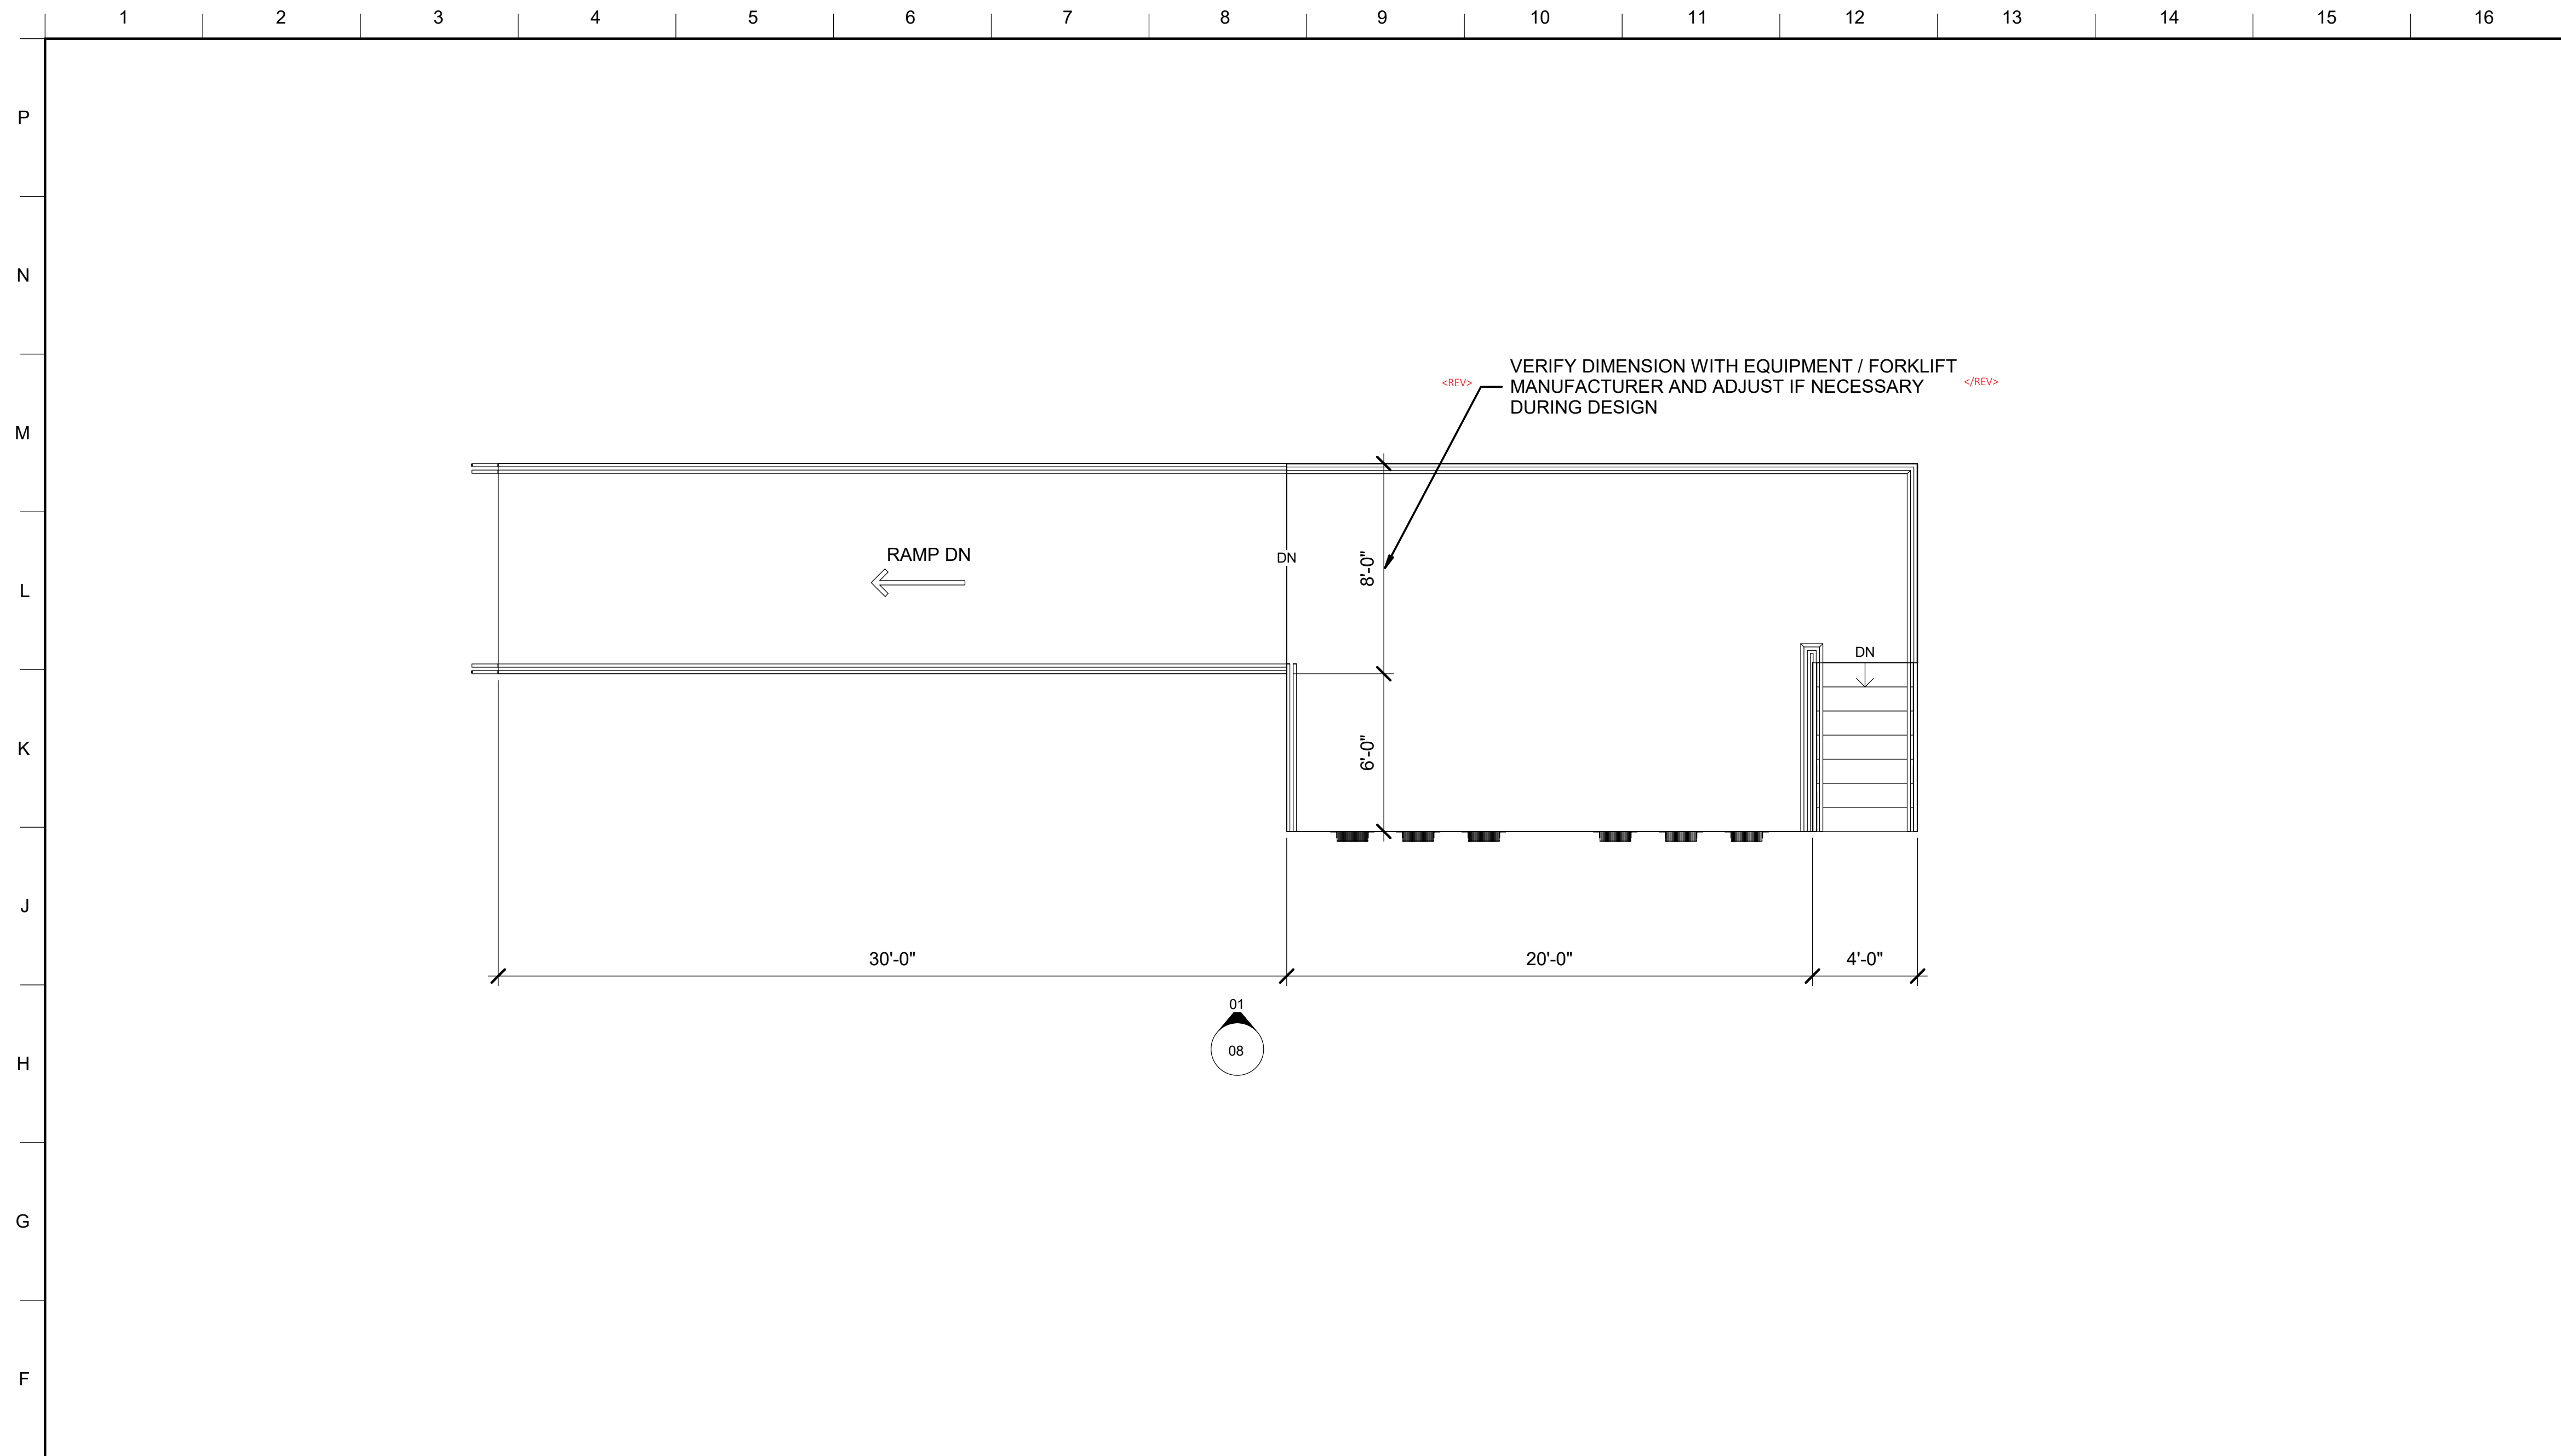 1 2 3 4 5 6 7 8 9 10 11 12 13 14 15 16
P
N
<REV> VERIFY DIMENSION WITH EQUIPMENT / FORKLIFT </REV>
MANUFACTURER AND ADJUST IF NECESSARY
DURING DESIGN
M
RAMP DN
DN
8'-0"
L
DN
6'-0"
K
J
30'-0" 20'-0" 4'-0"
01
08
H
G
F